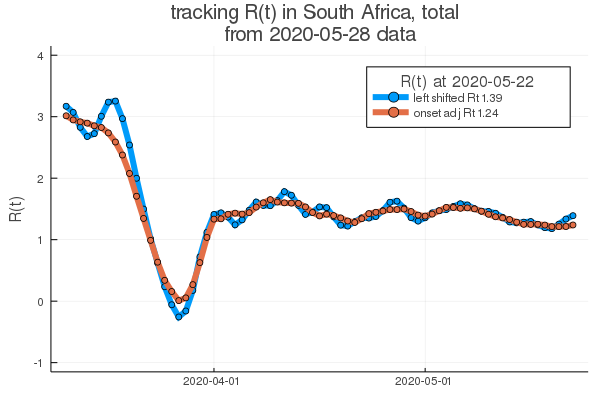 tracking R(t) in South Africa, total
from 2020-05-28 data
R(t) at 2020-05-22
left shifted Rt 1.39
onset adj Rt 1.24
R(t)
4
3
2
1
0
-1
2020-04-01
2020-05-01